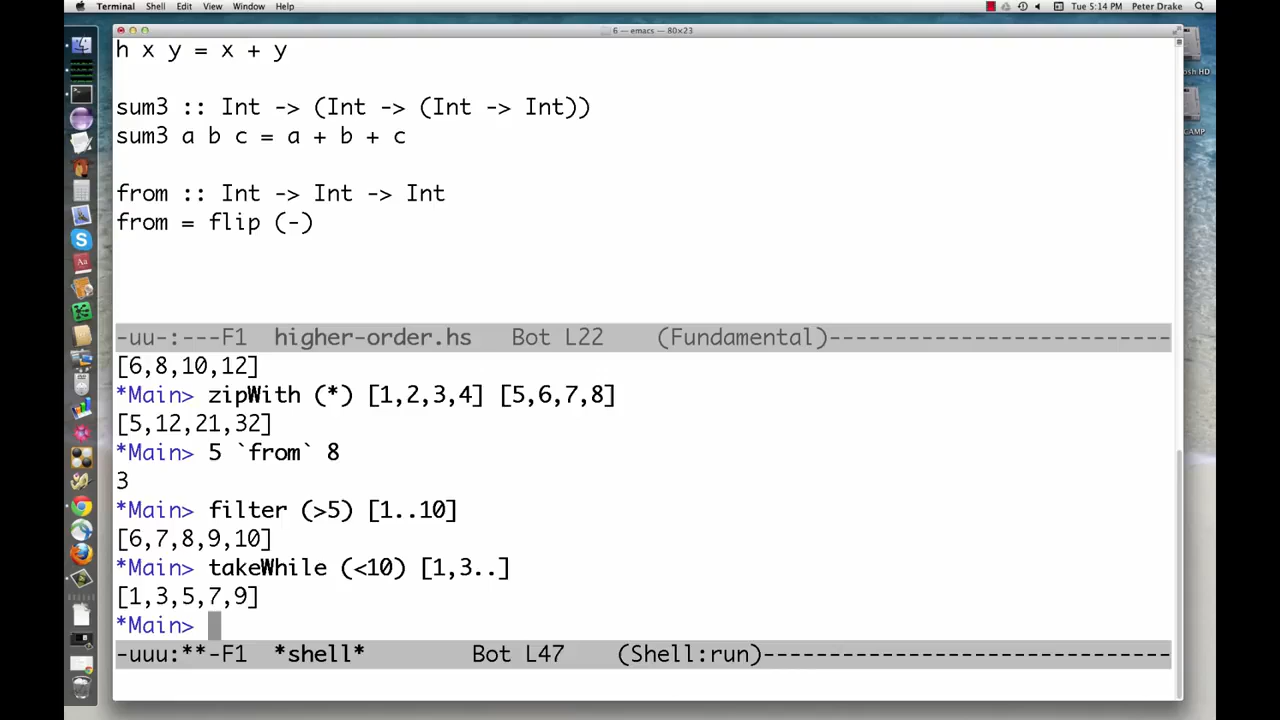 Terminal Shell Edit View Window Help Tue 5:14 PM Peter Drake
6 — emacs — 80×23
h x y = x + y
sum3 :: Int -> (Int -> (Int -> Int))
sum3 a b c = a + b + c
from :: Int -> Int -> Int
from = flip (-)
-uu-:---F1 higher-order.hs Bot L22 (Fundamental)--------------------------
[6,8,10,12]
*Main> zipWith (*) [1,2,3,4] [5,6,7,8]
[5,12,21,32]
*Main> 5 `from` 8
3
*Main> filter (>5) [1..10]
[6,7,8,9,10]
*Main> takeWhile (<10) [1,3..]
[1,3,5,7,9]
*Main>
-uuu:**-F1 *shell* Bot L47 (Shell:run)-------------------------------